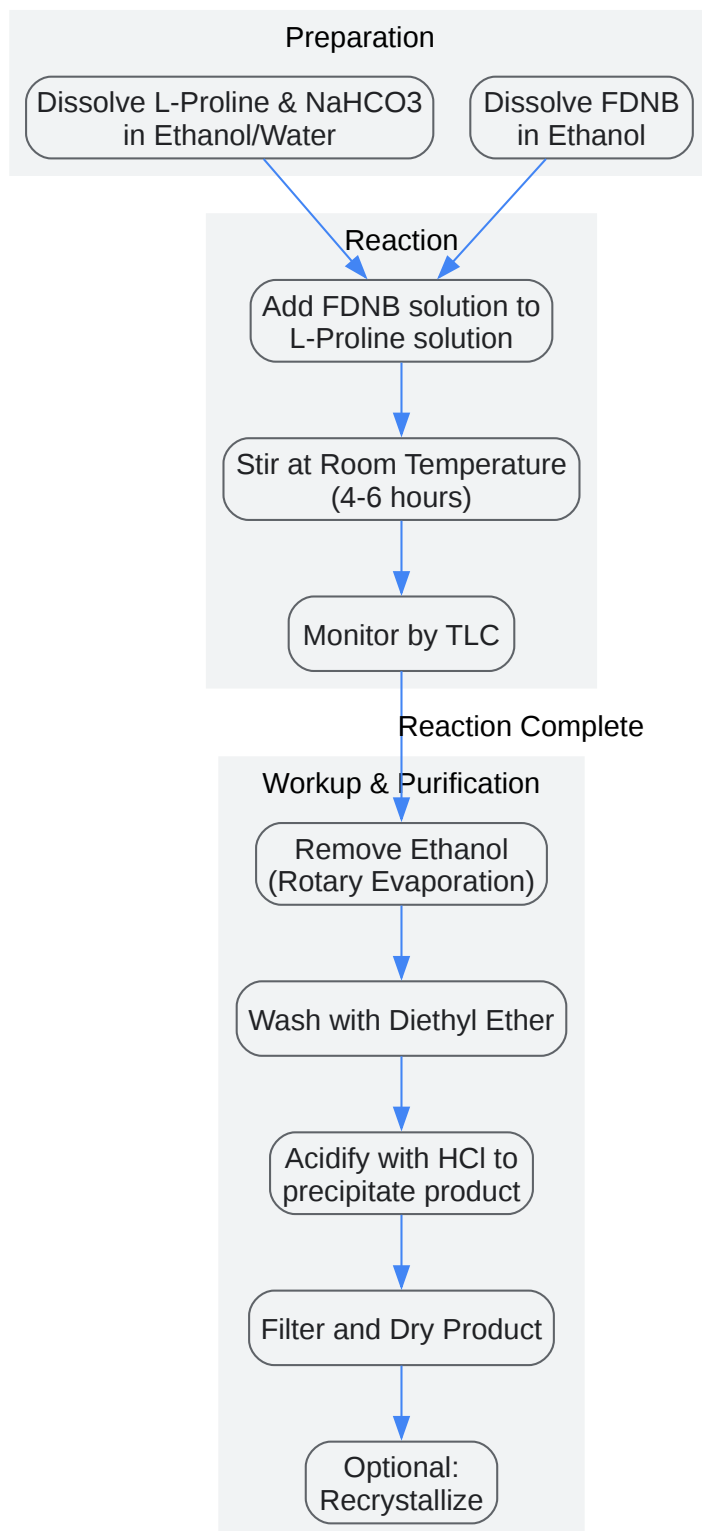 Preparation
Dissolve L-Proline & NaHCO3
in Ethanol/Water
Dissolve FDNB
in Ethanol
Reaction
Add FDNB solution to
L-Proline solution
Stir at Room Temperature
(4-6 hours)
Monitor by TLC
Reaction Complete
Workup & Purification
Remove Ethanol
(Rotary Evaporation)
Wash with Diethyl Ether
Acidify with HCl to
precipitate product
Filter and Dry Product
Optional:
Recrystallize